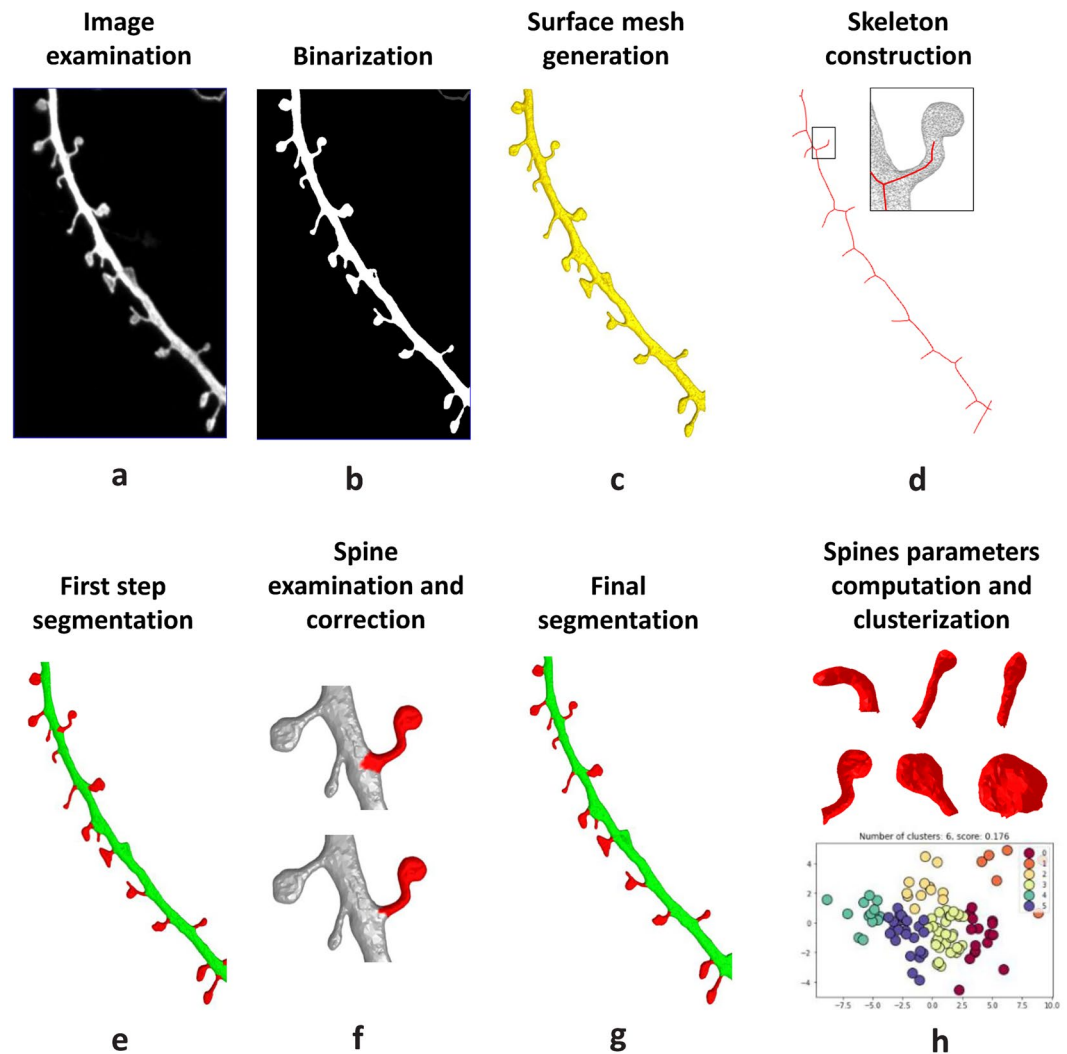 Image
examination
Binarization
Surface mesh
generation
Skeleton
construction
a
b
c
d
First step
segmentation
Spine
examination and
correction
Final
segmentation
Spines parameters
computation and
clusterization
Number of clusters: 6, score: 0.176
0
1
2
3
4
5
4
2
0
−2
−4
−7.5
−5.0
−2.5
0.0
2.5
5.0
7.5
10.0
e
f
g
h